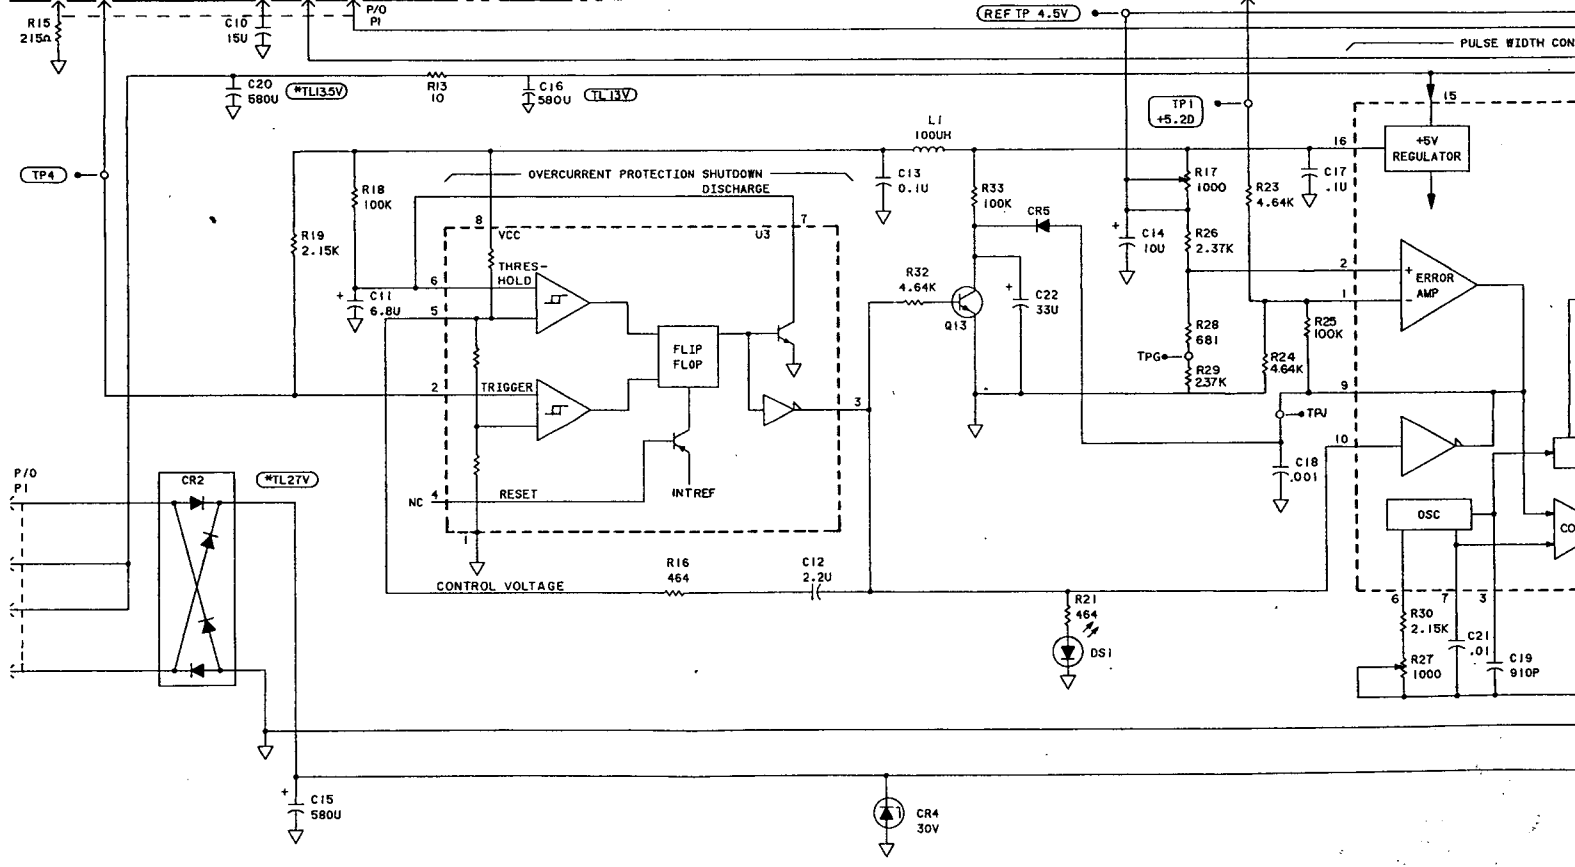 R15
215Ω
C10
15U
P/O
P1
REF TP 4.5V
PULSE WIDTH CON
C20
580U
*TL13.5V
R13
10
C16
580U
TL 13V
TP1
+5.2D
15
L1
100UH
16
+5V
REGULATOR
TP4
OVERCURRENT PROTECTION SHUTDOWN
DISCHARGE
R18
100K
C13
0.1U
R33
100K
R17
1000
R23
4.64K
C17
.1U
CR5
8
VCC
U3
7
R19
2.15K
+
C14
10U
R26
2.37K
THRES-
HOLD
6
+
C11
6.8U
5
R32
4.64K
+
C22
33U
Q13
2
+
ERROR
AMP
1
-
R28
681
R25
100K
FLIP
FLOP
TPG
R29
2.37K
R24
4.64K
2
TRIGGER
3
9
TPJ
10
P/O
P1
CR2
*TL27V
C18
.001
INTREF
NC
4
RESET
OSC
CO
1
CONTROL VOLTAGE
R16
464
C12
2.2U
R21
464
DS1
6
7
3
R30
2.15K
C21
.01
R27
1000
C19
910P
+
C15
580U
CR4
30V